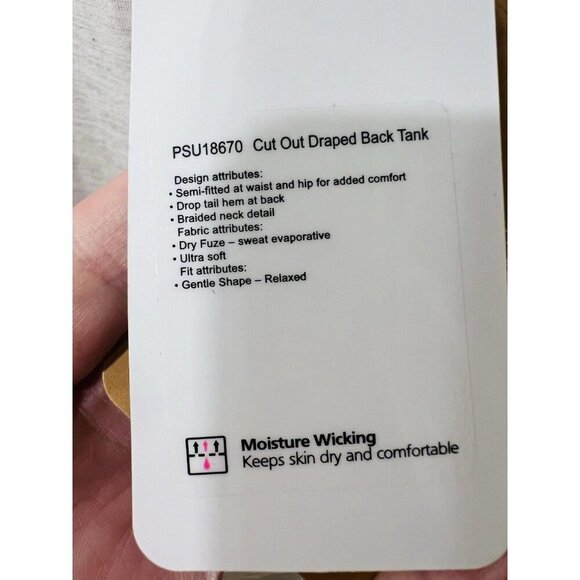 PSU18670 Cut Out Draped Back Tank
Design attributes:
• Semi-fitted at waist and hip for added comfort
• Drop tail hem at back
• Braided neck detail
Fabric attributes:
• Dry Fuze – sweat evaporative
• Ultra soft
Fit attributes:
• Gentle Shape – Relaxed
Moisture Wicking
Keeps skin dry and comfortable